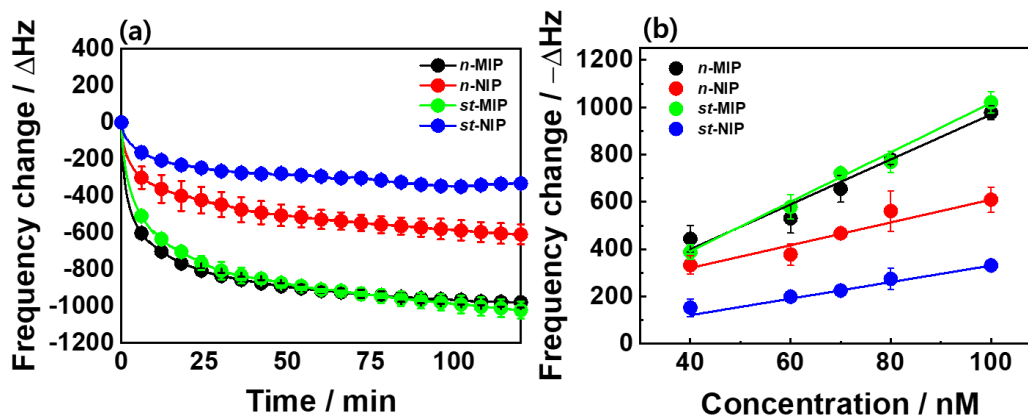 (a)
Frequency change / ΔHz
400
200
0
-200
-400
-600
-800
-1000
-1200
n-MIP
n-NIP
st-MIP
st-NIP
0 25 50 75 100
Time / min
(b)
Frequency change / −ΔHz
1200
1000
800
600
400
200
0
n-MIP
n-NIP
st-MIP
st-NIP
40 60 70 80 100
Concentration / nM